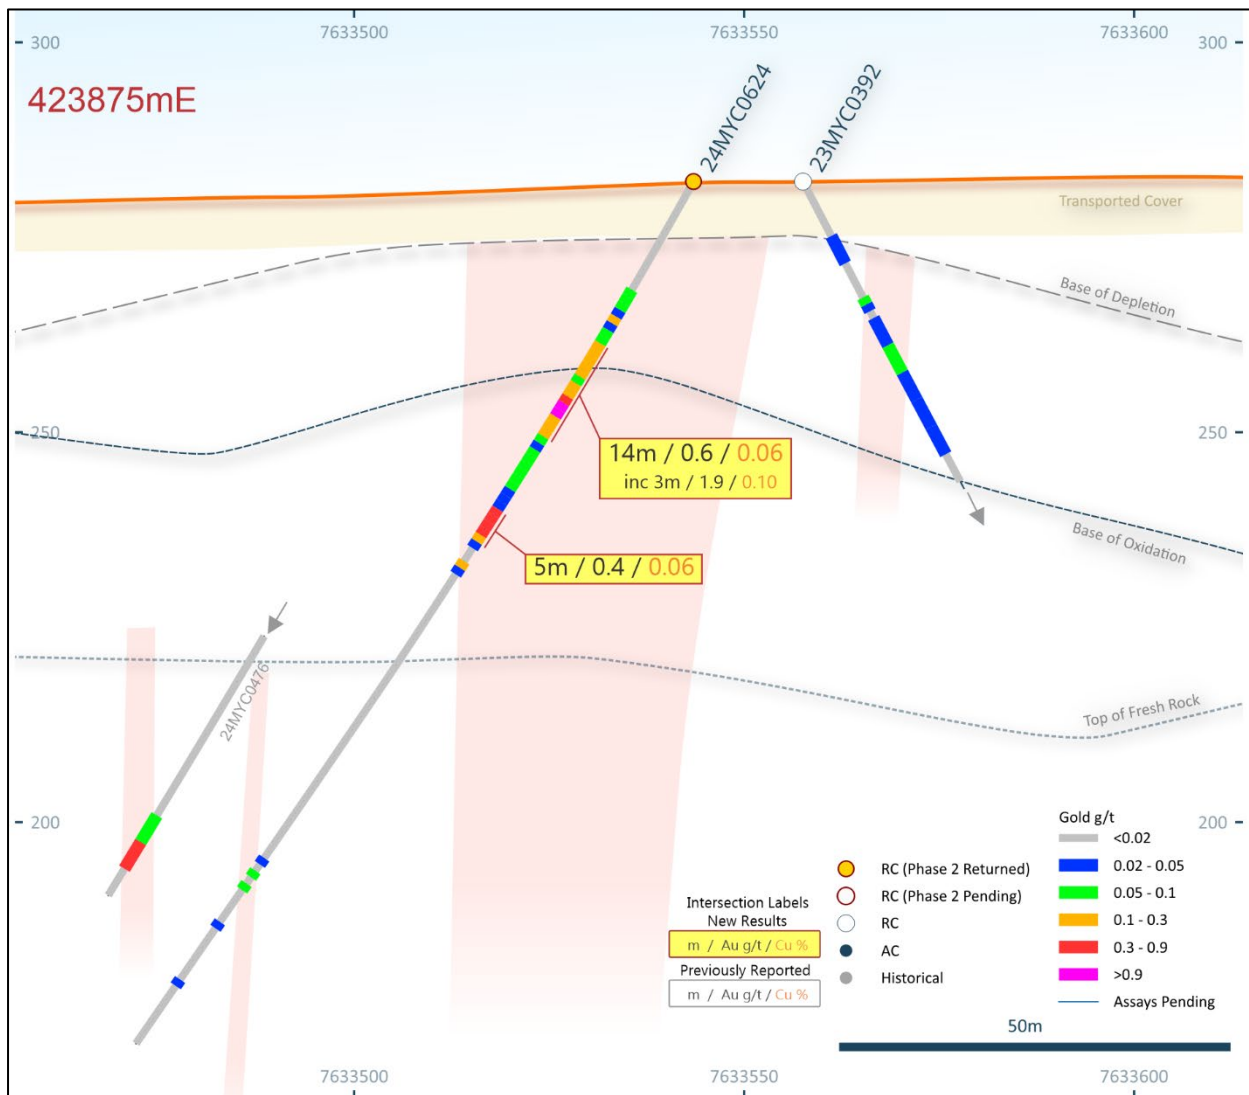 7633500
7633550
7633600
300
300
423875mE
24MYC0624
23MYC0392
Transported Cover
Base of Depletion
250
250
14m / 0.6 / 0.06
inc 3m / 1.9 / 0.10
Base of Oxidation
5m / 0.4 / 0.06
24MYC0476
Top of Fresh Rock
200
200
Intersection Labels
New Results
m / Au g/t / Cu %
Previously Reported
m / Au g/t / Cu %
RC (Phase 2 Returned)
RC (Phase 2 Pending)
RC
AC
Historical
Gold g/t
<0.02
0.02 - 0.05
0.05 - 0.1
0.1 - 0.3
0.3 - 0.9
>0.9
Assays Pending
50m
7633500
7633550
7633600